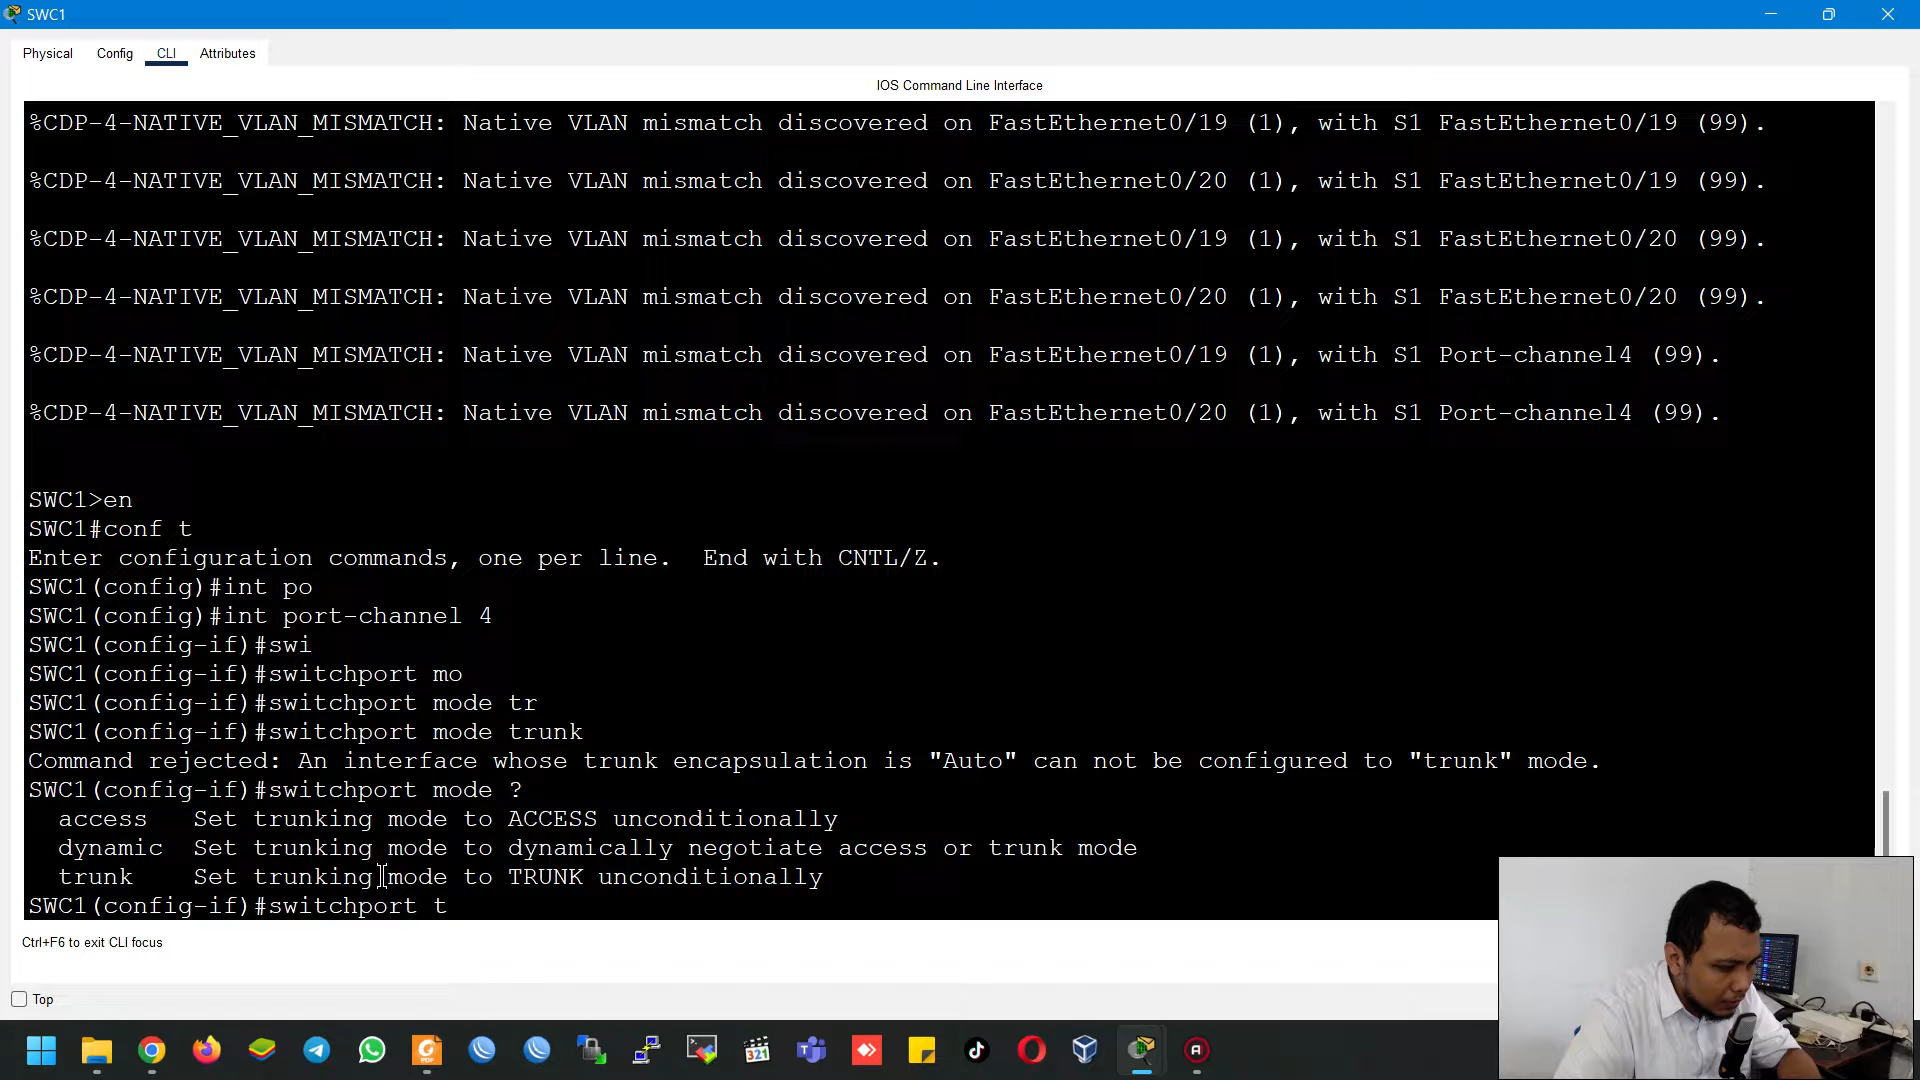 SWC1
Physical Config CLI Attributes
IOS Command Line Interface
%CDP-4-NATIVE_VLAN_MISMATCH: Native VLAN mismatch discovered on FastEthernet0/19 (1), with S1 FastEthernet0/19 (99).
%CDP-4-NATIVE_VLAN_MISMATCH: Native VLAN mismatch discovered on FastEthernet0/20 (1), with S1 FastEthernet0/19 (99).
%CDP-4-NATIVE_VLAN_MISMATCH: Native VLAN mismatch discovered on FastEthernet0/19 (1), with S1 FastEthernet0/20 (99).
%CDP-4-NATIVE_VLAN_MISMATCH: Native VLAN mismatch discovered on FastEthernet0/20 (1), with S1 FastEthernet0/20 (99).
%CDP-4-NATIVE_VLAN_MISMATCH: Native VLAN mismatch discovered on FastEthernet0/19 (1), with S1 Port-channel4 (99).
%CDP-4-NATIVE_VLAN_MISMATCH: Native VLAN mismatch discovered on FastEthernet0/20 (1), with S1 Port-channel4 (99).
SWC1>en
SWC1#conf t
Enter configuration commands, one per line.  End with CNTL/Z.
SWC1(config)#int po
SWC1(config)#int port-channel 4
SWC1(config-if)#swi
SWC1(config-if)#switchport mo
SWC1(config-if)#switchport mode tr
SWC1(config-if)#switchport mode trunk
Command rejected: An interface whose trunk encapsulation is "Auto" can not be configured to "trunk" mode.
SWC1(config-if)#switchport mode ?
access   Set trunking mode to ACCESS unconditionally
dynamic  Set trunking mode to dynamically negotiate access or trunk mode
trunk    Set trunking mode to TRUNK unconditionally
SWC1(config-if)#switchport t
Ctrl+F6 to exit CLI focus
Top